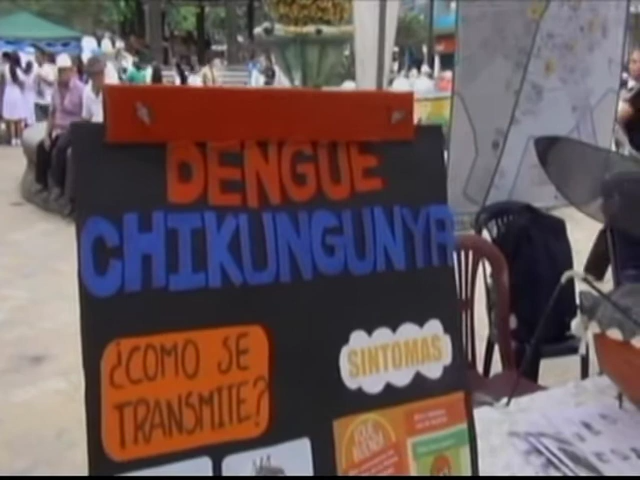 DENGUE
CHIKUNGUNYA
¿COMO SE
TRANSMITE?
SINTOMAS